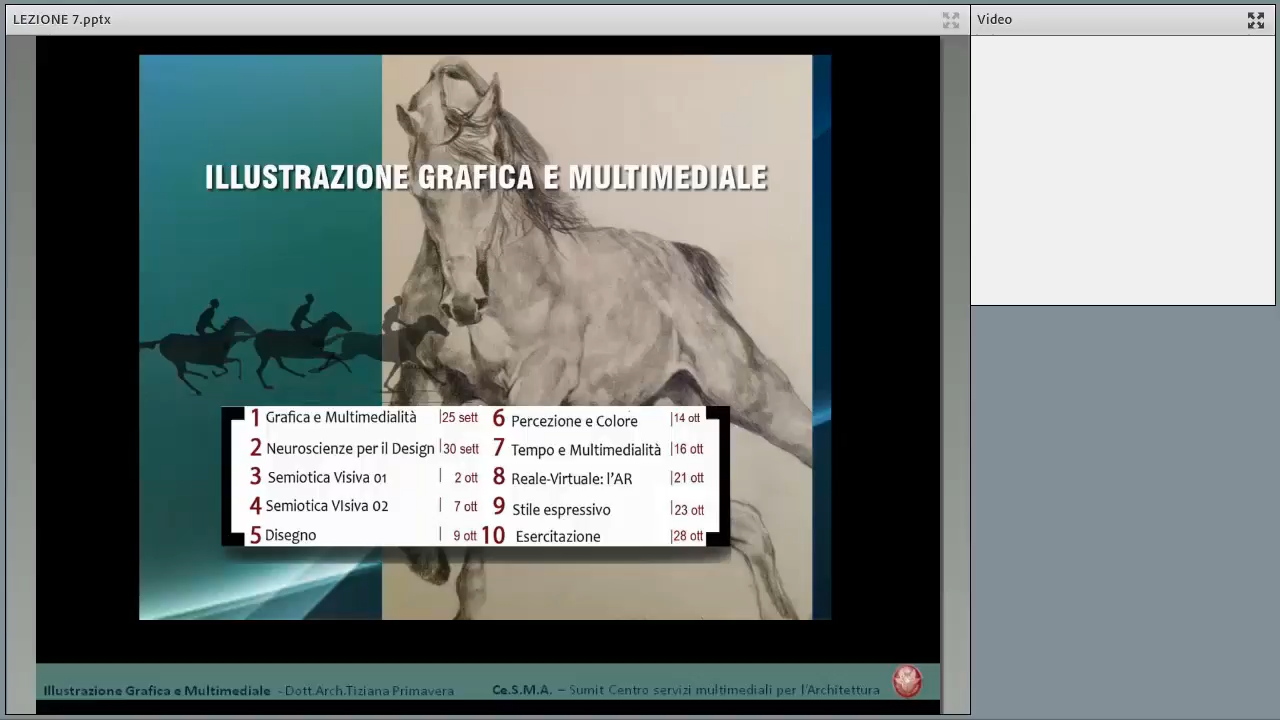 LEZIONE 7.pptx
Video
ILLUSTRAZIONE GRAFICA E MULTIMEDIALE
1 Grafica e Multimedialità |25 sett
2 Neuroscienze per il Design |30 sett
3 Semiotica Visiva 01 | 2 ott
4 Semiotica VIsiva 02 | 7 ott
5 Disegno | 9 ott
6 Percezione e Colore |14 ott
7 Tempo e Multimedialità |16 ott
8 Reale-Virtuale: l'AR |21 ott
9 Stile espressivo |23 ott
10 Esercitazione |28 ott
Illustrazione Grafica e Multimediale - Dott.Arch.Tiziana Primavera
Ce.S.M.A. – Sumit Centro servizi multimediali per l'Architettura